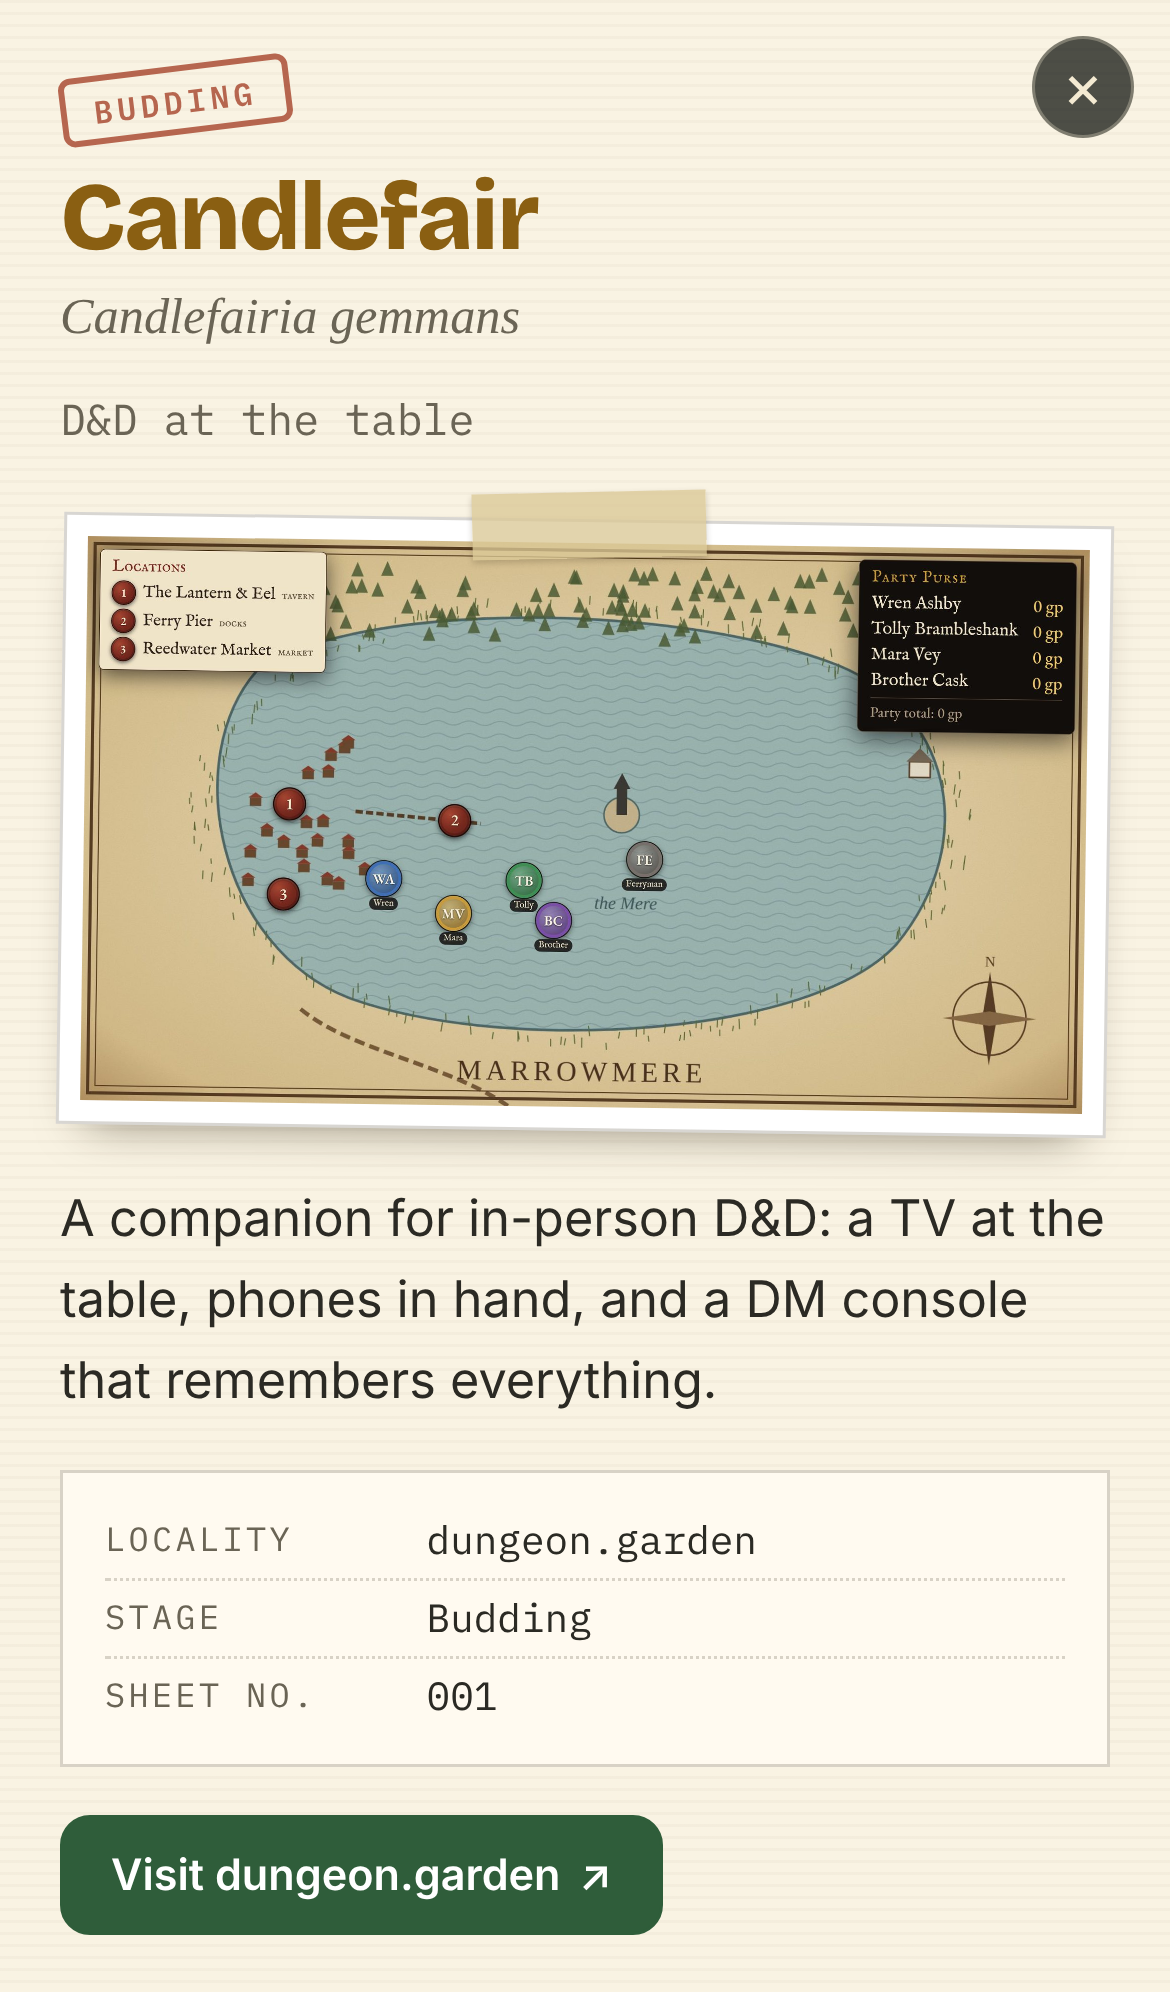 BUDDING
×
Candlefair
Candlefairia gemmans
D&D at the table
Locations
1 The Lantern & Eel TAVERN
2 Ferry Pier DOCKS
3 Reedwater Market MARKET
Party Purse
Wren Ashby 0 gp
Tolly Brambleshank 0 gp
Mara Vey 0 gp
Brother Cask 0 gp
Party total: 0 gp
1
2
3
WA
Wren
MV
Mara
TB
Tolly
BC
Brother
FE
Ferryman
the Mere
N
MARROWMERE
A companion for in-person D&D: a TV at the
table, phones in hand, and a DM console
that remembers everything.
LOCALITY dungeon.garden
STAGE Budding
SHEET NO. 001
Visit dungeon.garden ↗